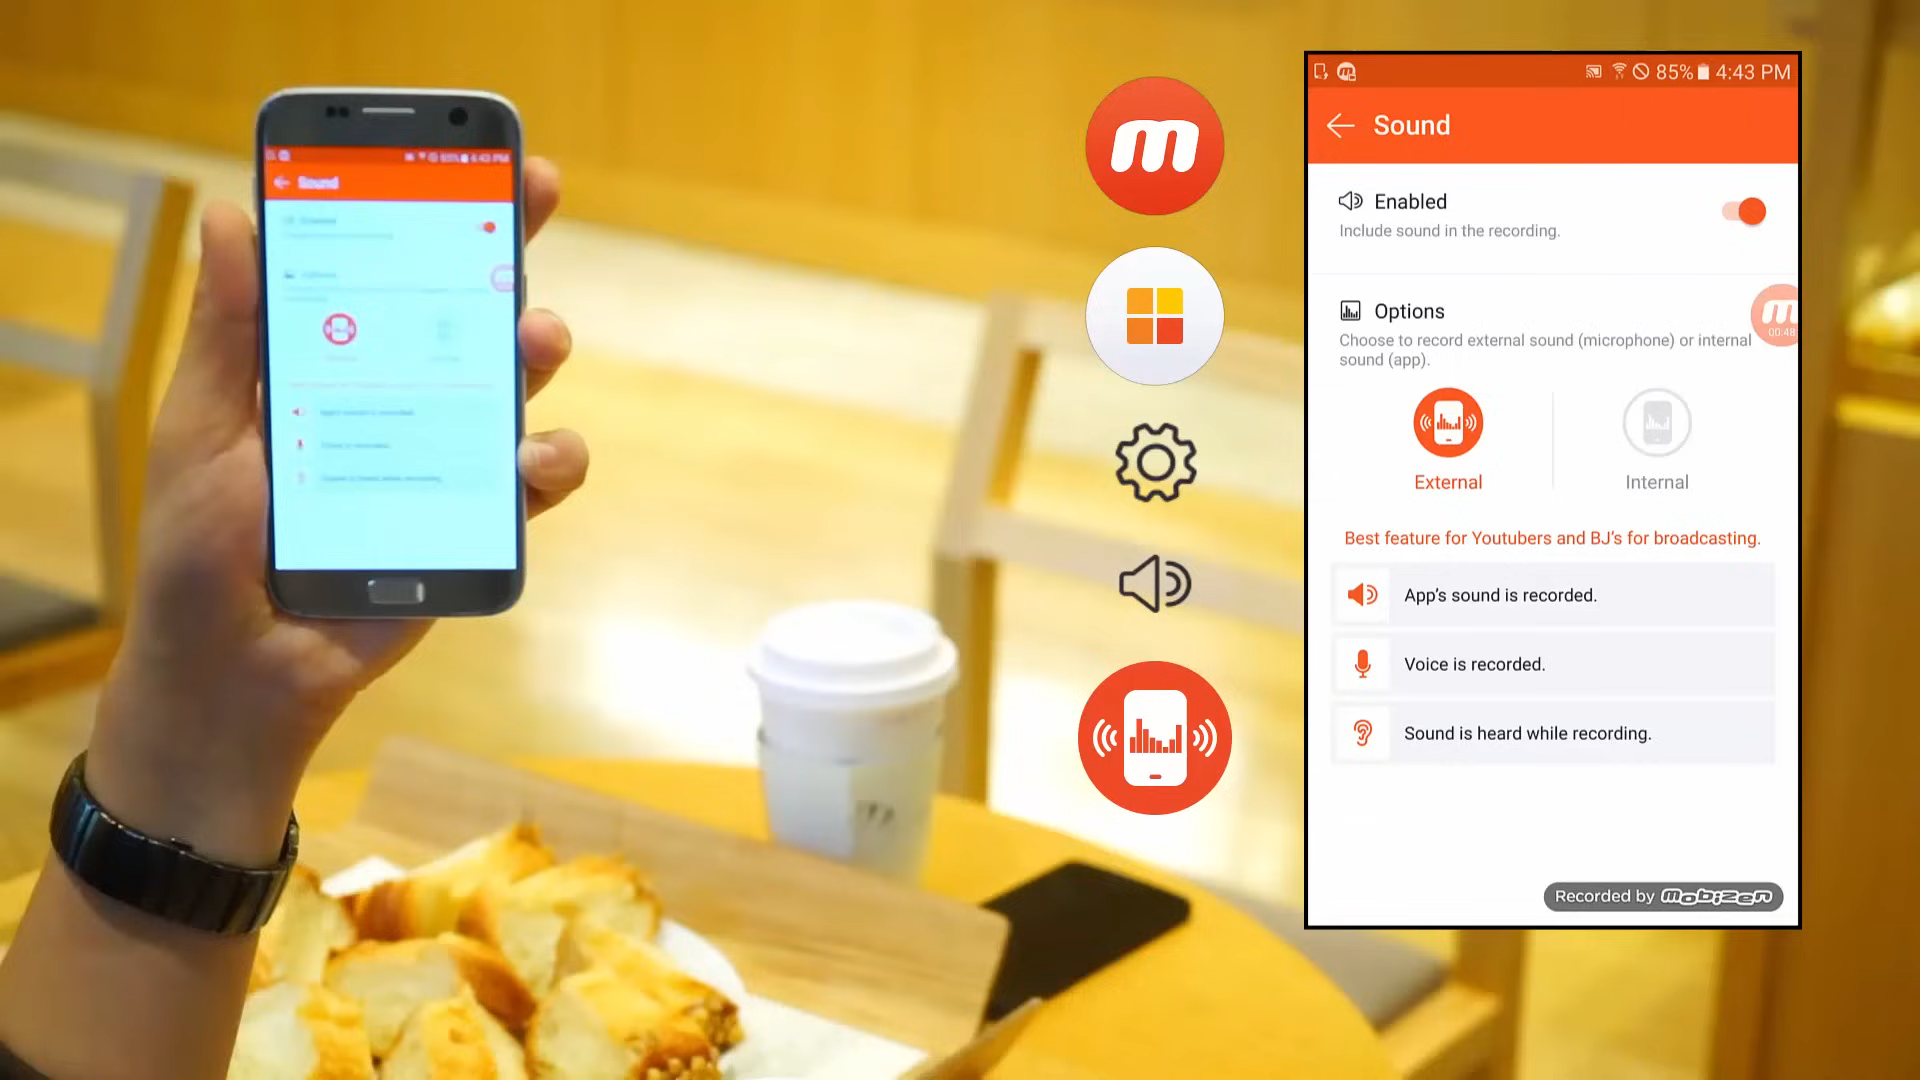 Sound
m
85% 4:43 PM
Sound
Enabled
Include sound in the recording.
Options
Choose to record external sound (microphone) or internal
sound (app).
00:48
External
Internal
Best feature for Youtubers and BJ's for broadcasting.
App's sound is recorded.
Voice is recorded.
Sound is heard while recording.
Recorded by mobizen